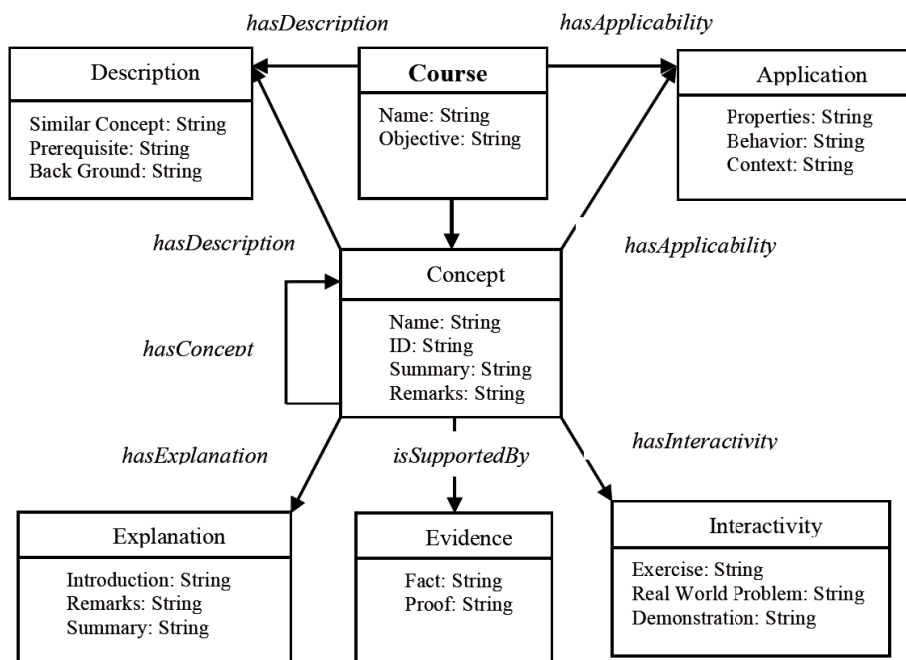 hasDescription
hasApplicability
Description
Similar Concept: String
Prerequisite: String
Back Ground: String
Course
Name: String
Objective: String
Application
Properties: String
Behavior: String
Context: String
hasDescription
hasApplicability
Concept
Name: String
ID: String
Summary: String
Remarks: String
hasConcept
hasExplanation
isSupportedBy
hasInteractivity
Explanation
Introduction: String
Remarks: String
Summary: String
Evidence
Fact: String
Proof: String
Interactivity
Exercise: String
Real World Problem: String
Demonstration: String